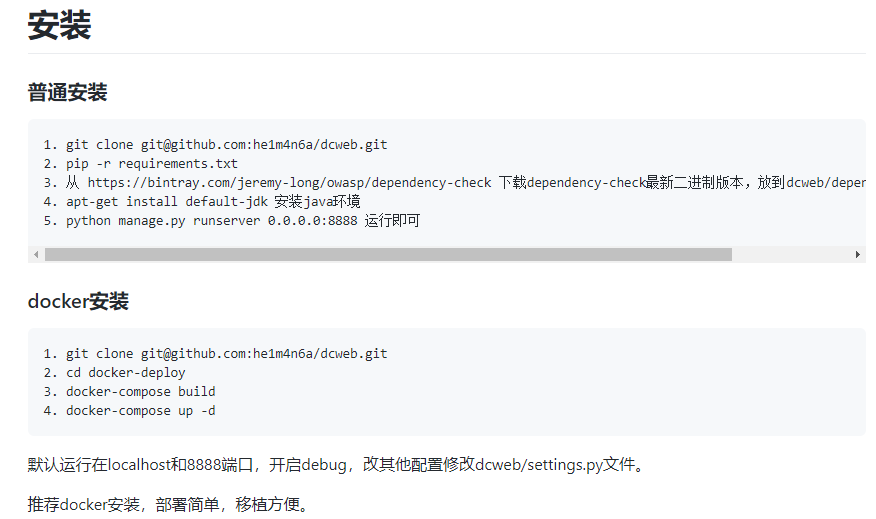 安装
普通安装
1. git clone git@github.com:he1m4n6a/dcweb.git
2. pip -r requirements.txt
3. 从 https://bintray.com/jeremy-long/owasp/dependency-check 下载dependency-check最新二进制版本，放到dcweb/deper
4. apt-get install default-jdk 安装java环境
5. python manage.py runserver 0.0.0.0:8888 运行即可
docker安装
1. git clone git@github.com:he1m4n6a/dcweb.git
2. cd docker-deploy
3. docker-compose build
4. docker-compose up -d
默认运行在localhost和8888端口，开启debug，改其他配置修改dcweb/settings.py文件。
推荐docker安装，部署简单，移植方便。